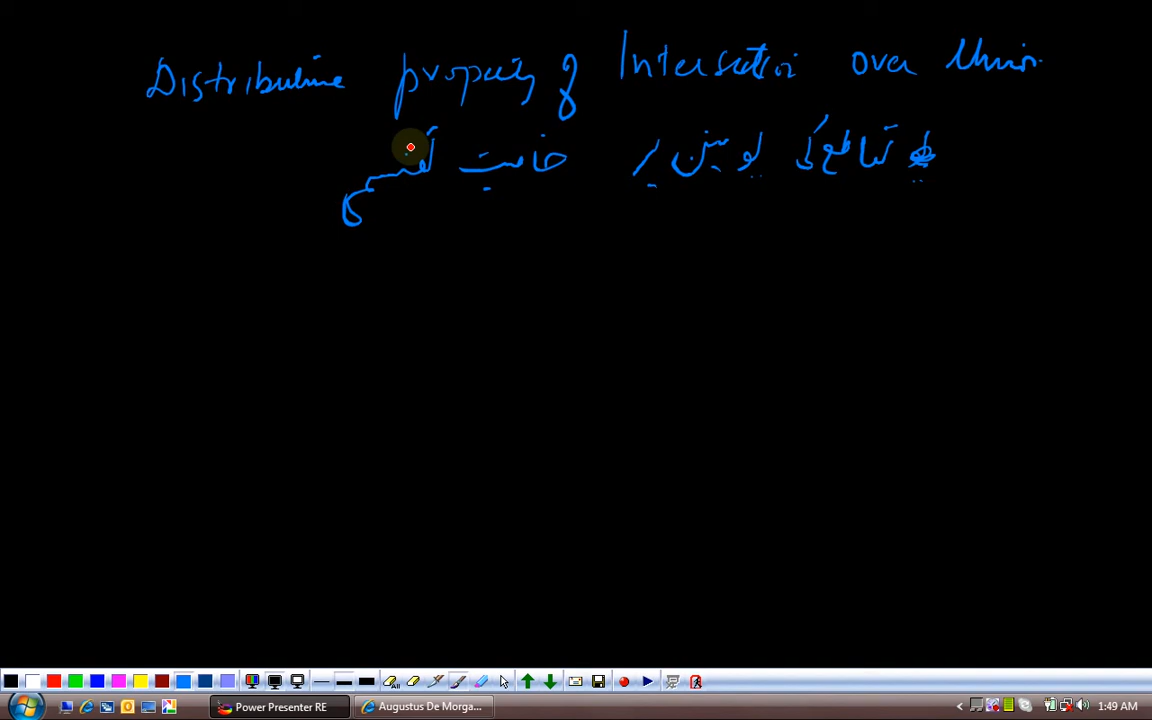 Distributive property of Intersection over Union
تقاطع کی یونین پر خاصیت تقسیمی
Power Presenter RE
Augustus De Morga...
1:49 AM